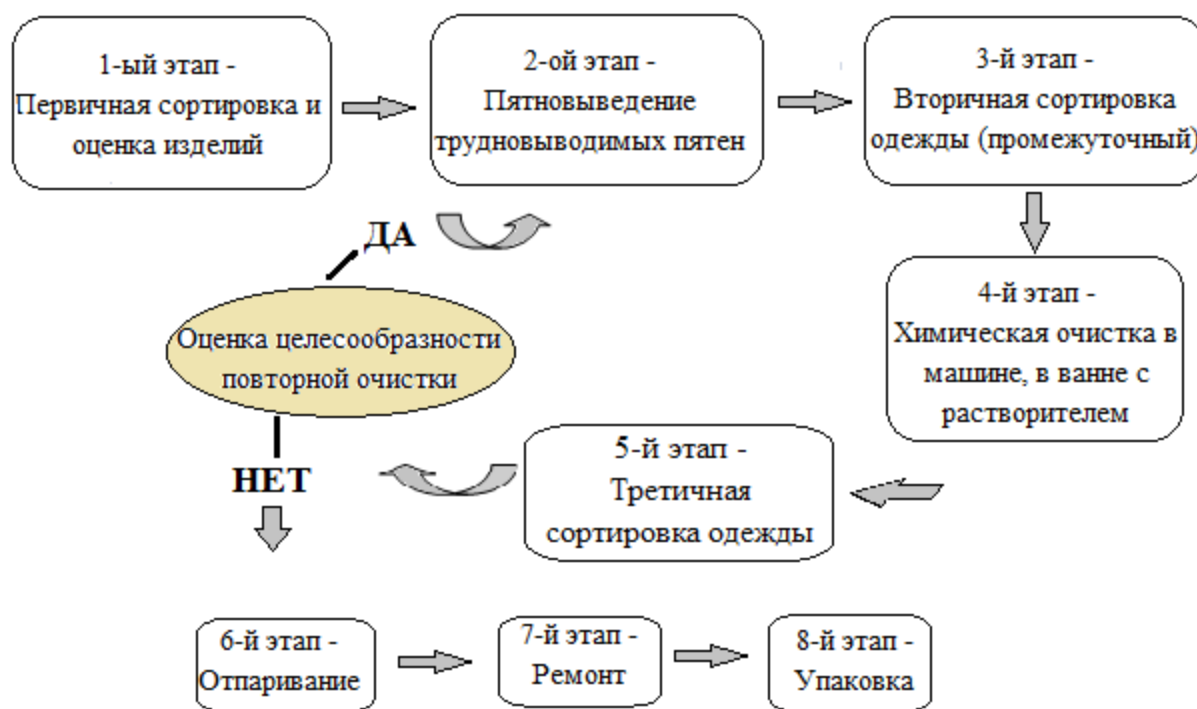 1-ый этап -
Первичная сортировка и
оценка изделий
2-ой этап -
Пятновыведение
трудновыводимых пятен
3-й этап -
Вторичная сортировка
одежды (промежуточный)
4-й этап -
Химическая очистка в
машине, в ванне с
растворителем
5-й этап -
Третичная
сортировка одежды
Оценка целесообразности
повторной очистки
ДА
НЕТ
6-й этап -
Отпаривание
7-й этап -
Ремонт
8-й этап -
Упаковка